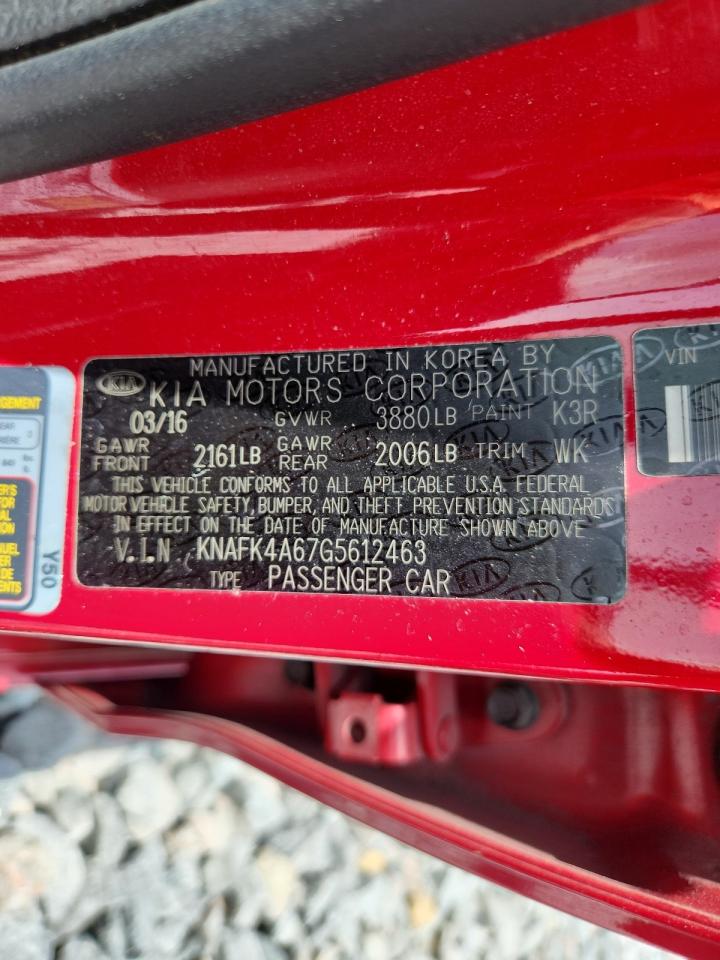 MANUFACTURED IN KOREA BY
KIA KIA MOTORS CORPORATION
03/16 GVWR 3880LB PAINT K3R
GAWR FRONT 2161LB GAWR REAR 2006LB TRIM WK
THIS VEHICLE CONFORMS TO ALL APPLICABLE U.S.A. FEDERAL
MOTOR VEHICLE SAFETY, BUMPER, AND THEFT PREVENTION STANDARDS
IN EFFECT ON THE DATE OF MANUFACTURE SHOWN ABOVE
V.I.N KNAFK4A67G5612463
TYPE PASSENGER CAR
VIN
Y50